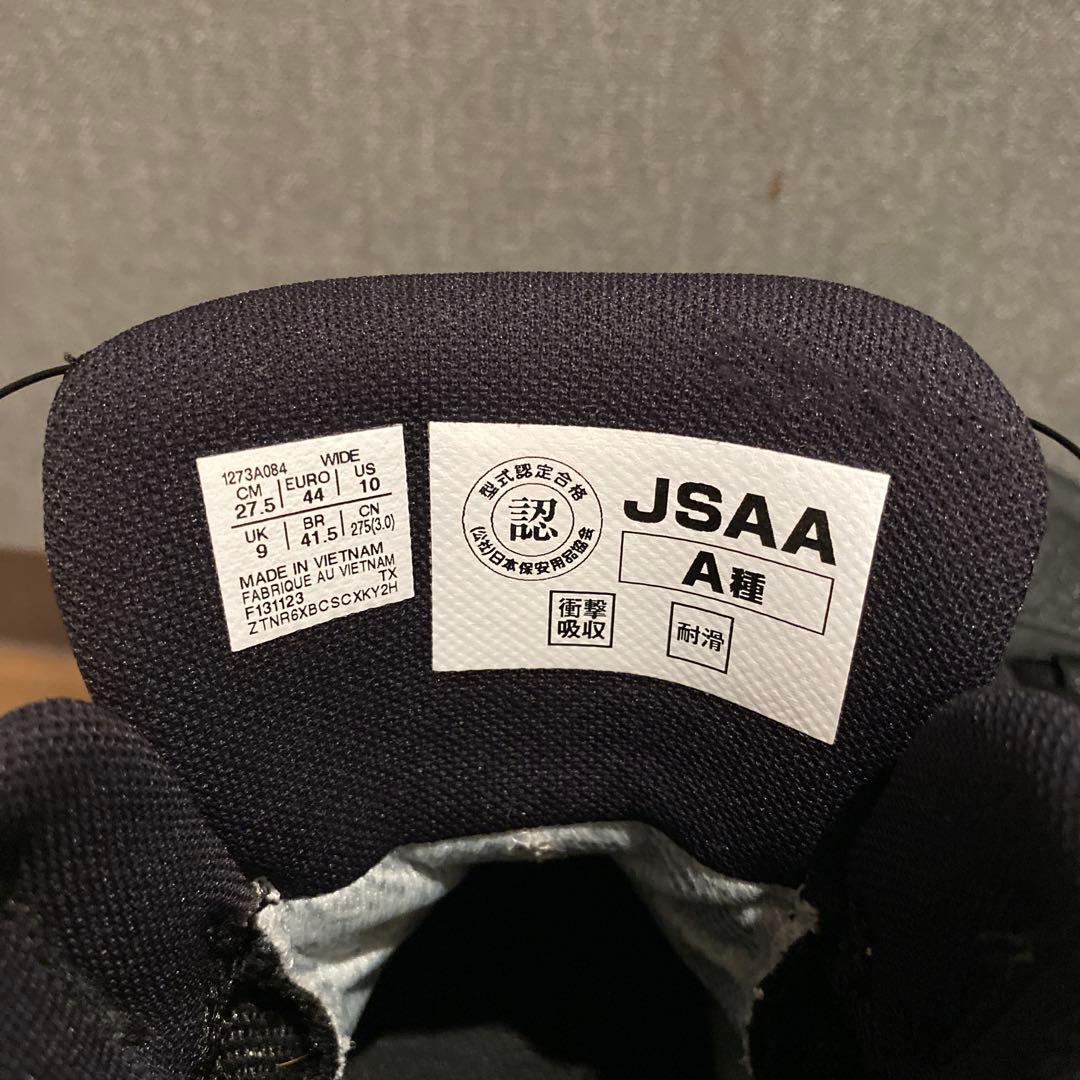 1273A084 WIDE
CM EURO US
27.5 44 10
UK BR CN
9 41.5 275(3.0)
MADE IN VIETNAM
FABRIQUE AU VIETNAM
F131123 TX
ZTNR6XBCSCXKY2H
型式認定合格
認
(公社)日本保安用品協会
JSAA
A種
衝撃
吸収
耐滑